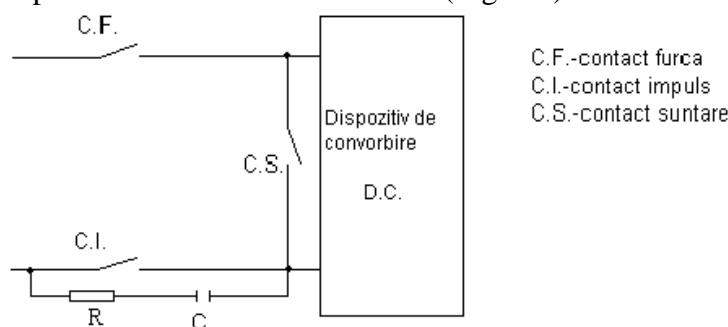 C.F.
C.F.-contact furca
C.I.-contact impuls
C.S.-contact suntare
Dispozitiv de
convorbire
C.S.
D.C.
C.I.
R
C